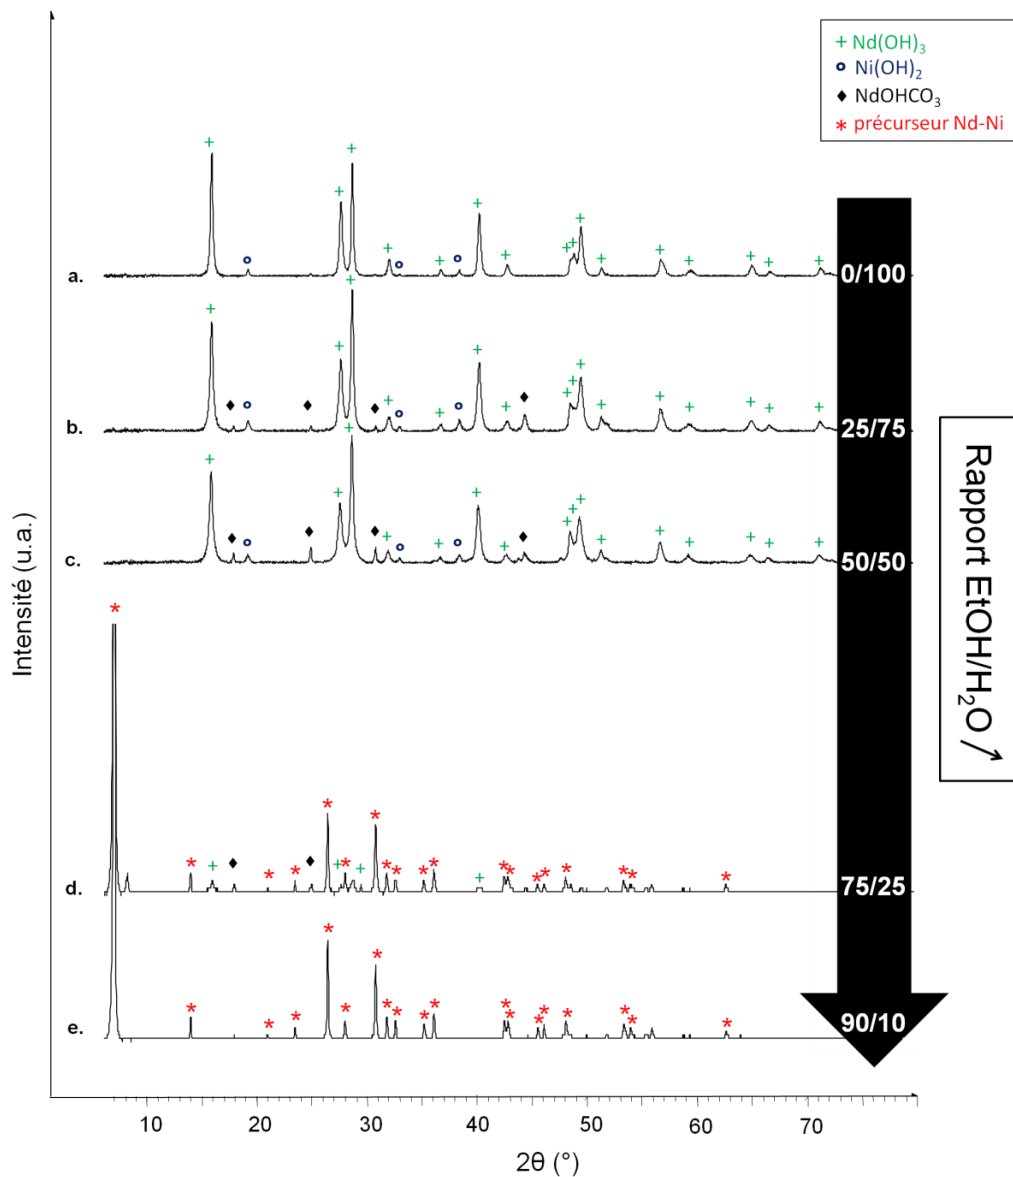 + Nd(OH)₃
Ni(OH)₂
NdOHCO₃
* précurseur Nd-Ni
a.
0/100
b.
25/75
c.
50/50
d.
75/25
e.
90/10
Rapport EtOH/H₂O
Intensité (u.a.)
10 20 30 40 50 60 70
2θ (°)